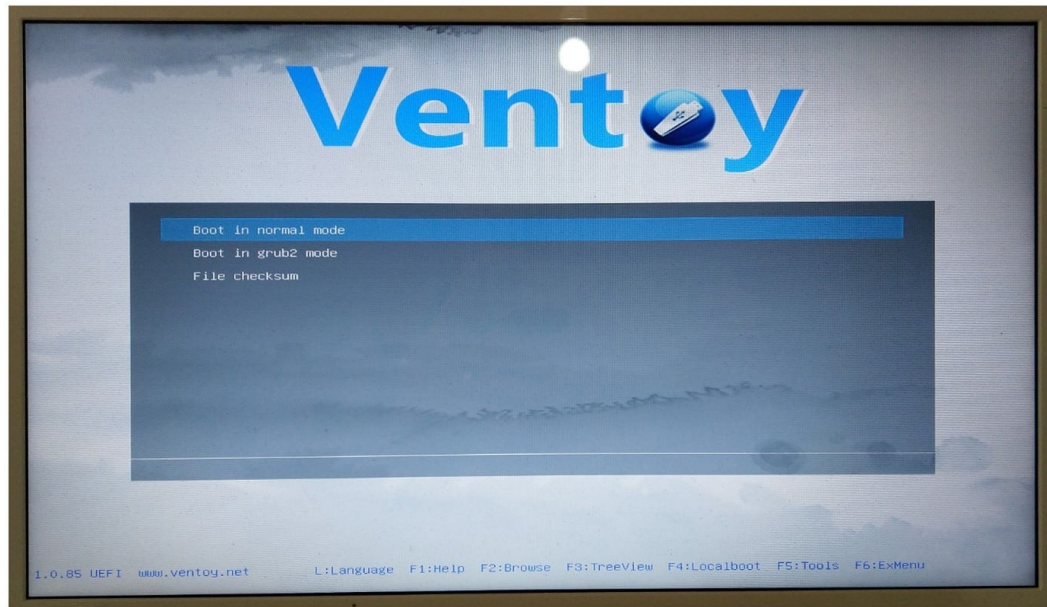 Ventoy
Boot in normal mode
Boot in grub2 mode
File checksum
1.0.85 UEFI www.ventoy.net L:Language F1:Help F2:Browse F3:TreeView F4:Localboot F5:Tools F6:ExMenu